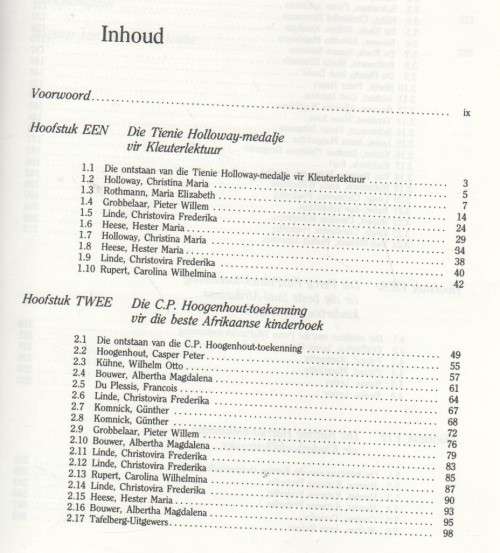 Inhoud
Voorwoord ix
Hoofstuk EEN Die Tienie Holloway-medalje
vir Kleuterlektuur
1.1 Die ontstaan van die Tienie Holloway-medalje vir Kleuterlektuur 3
1.2 Holloway, Christina Maria 5
1.3 Rothmann, Maria Elizabeth 7
1.4 Grobbelaar, Pieter Willem 14
1.5 Linde, Christovira Frederika 24
1.6 Heese, Hester Maria 29
1.7 Holloway, Christina Maria 34
1.8 Heese, Hester Maria 38
1.9 Linde, Christovira Frederika 40
1.10 Rupert, Carolina Wilhelmina 42
Hoofstuk TWEE Die C.P. Hoogenhout-toekenning
vir die beste Afrikaanse kinderboek
2.1 Die ontstaan van die C.P. Hoogenhout-toekenning 49
2.2 Hoogenhout, Casper Peter 55
2.3 Kühne, Wilhelm Otto 57
2.4 Bouwer, Albertha Magdalena 61
2.5 Du Plessis, Francois 64
2.6 Linde, Christovira Frederika 67
2.7 Komnick, Günther 68
2.8 Komnick, Günther 72
2.9 Grobbelaar, Pieter Willem 76
2.10 Bouwer, Albertha Magdalena 79
2.11 Linde, Christovira Frederika 83
2.12 Linde, Christovira Frederika 85
2.13 Rupert, Carolina Wilhelmina 87
2.14 Linde, Christovira Frederika 90
2.15 Heese, Hester Maria 93
2.16 Bouwer, Albertha Magdalena 95
2.17 Tafelberg-Uitgewers 98